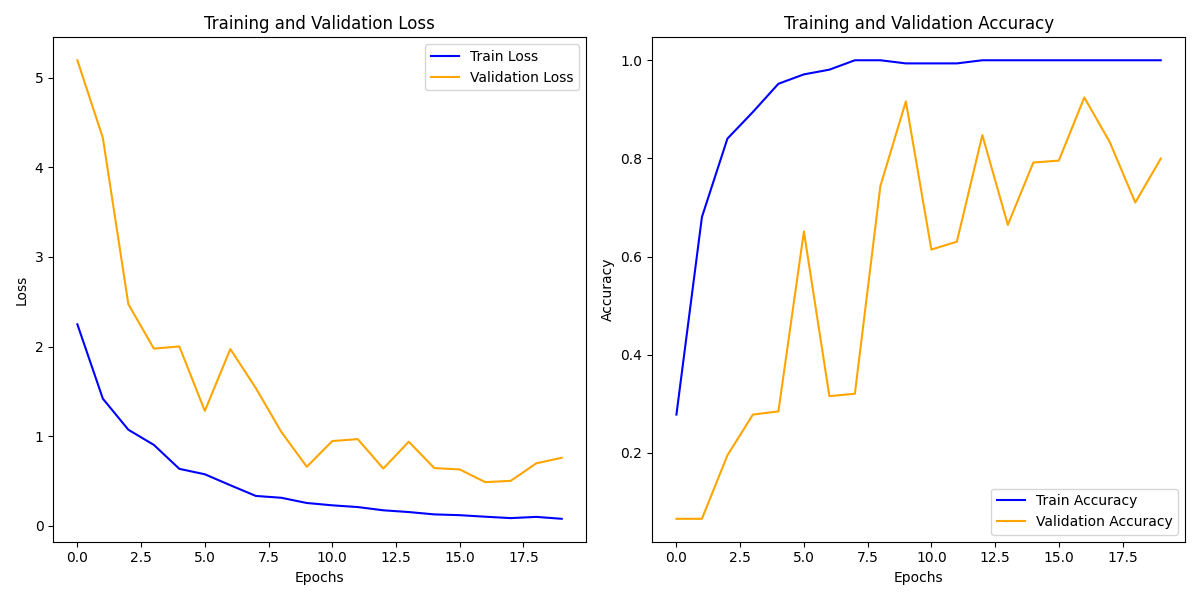 Training and Validation Loss
Train Loss
Validation Loss
5
4
3
2
1
0
Loss
0.0 2.5 5.0 7.5 10.0 12.5 15.0 17.5
Epochs
Training and Validation Accuracy
1.0
0.8
0.6
0.4
0.2
Accuracy
Train Accuracy
Validation Accuracy
0.0 2.5 5.0 7.5 10.0 12.5 15.0 17.5
Epochs